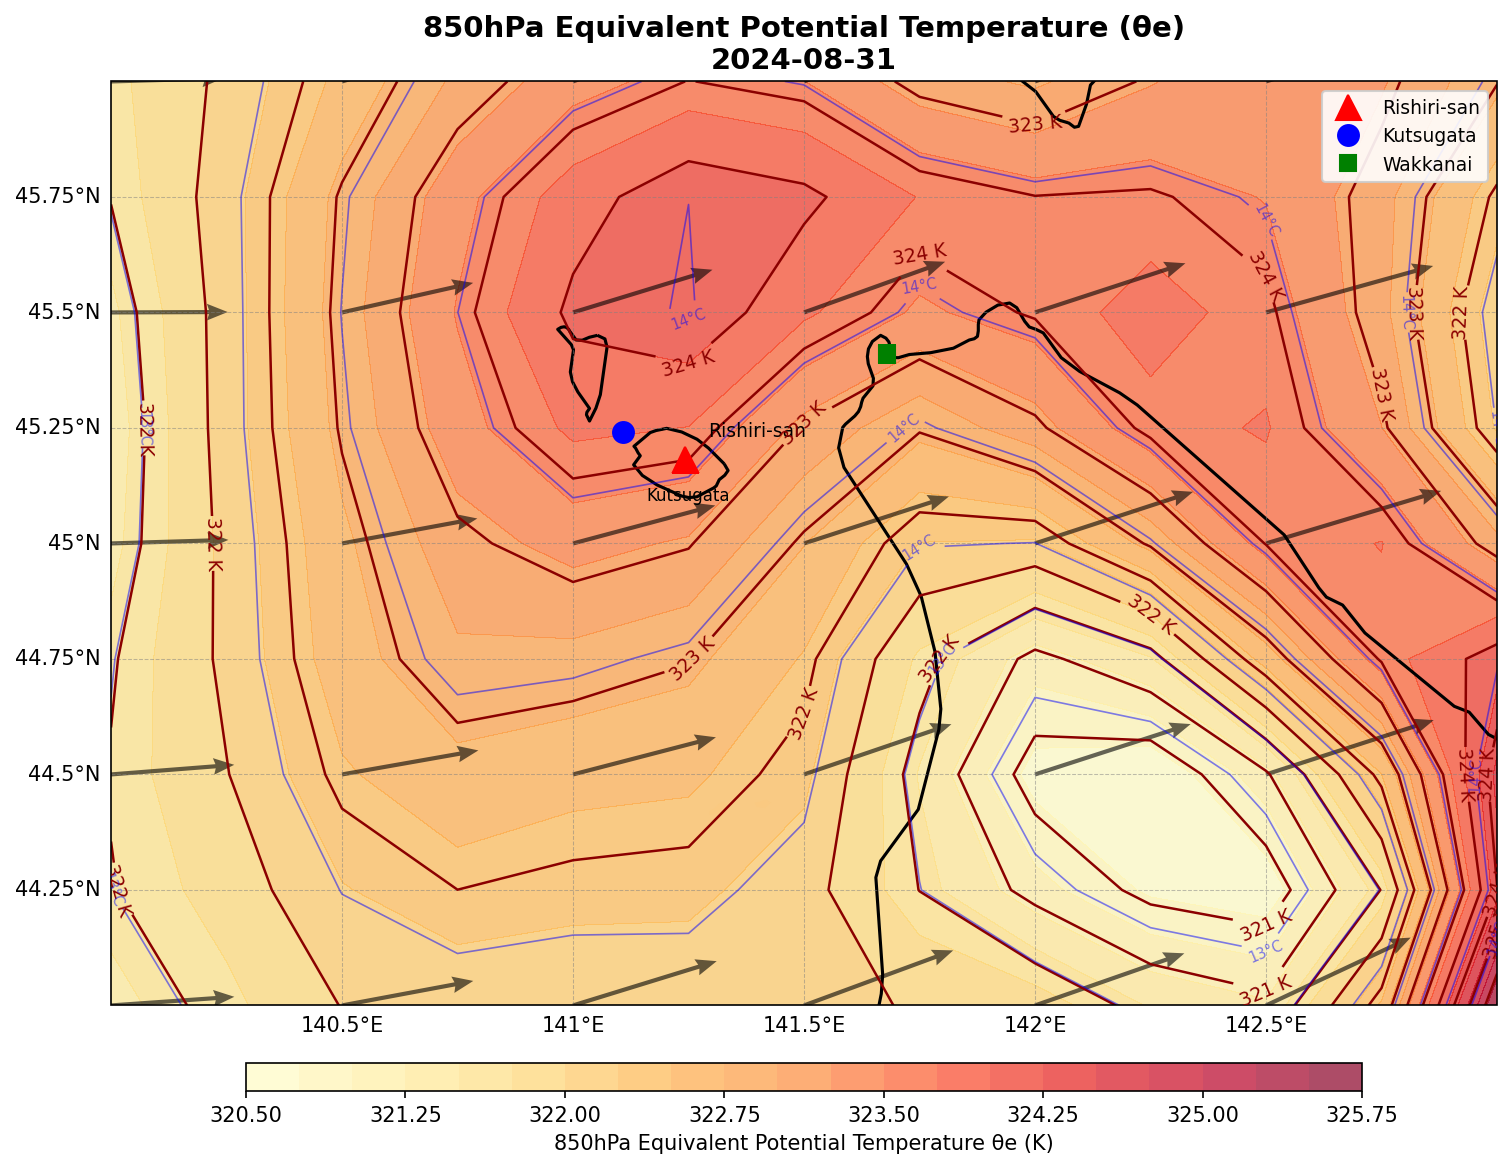 850hPa Equivalent Potential Temperature (θe)
2024-08-31
Rishiri-san
Kutsugata
Wakkanai
323 K
45.75°N
14°C
324 K
324 K
14°C
45.5°N
14°C
323 K
14°C
322 K
324 K
323 K
322 K
323 K
14°C
45.25°N
Rishiri-san
Kutsugata
322 K
45°N
14°C
322 K
323 K
322 K
44.75°N
322 K
324 K
324 K
14°C
44.5°N
322 K
44.25°N
324 K
321 K
325 K
13°C
321 K
140.5°E 141°E 141.5°E 142°E 142.5°E
320.50 321.25 322.00 322.75 323.50 324.25 325.00 325.75
850hPa Equivalent Potential Temperature θe (K)